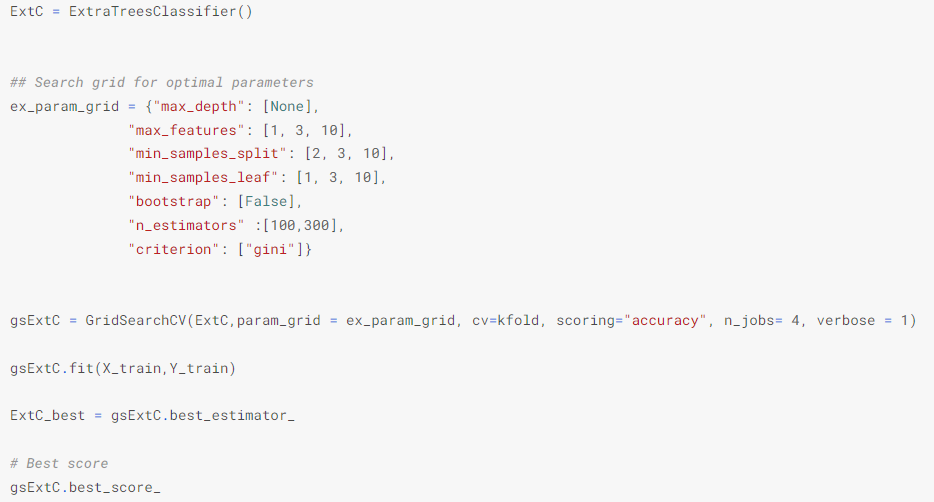 ExtC = ExtraTreesClassifier()
## Search grid for optimal parameters
ex_param_grid = {"max_depth": [None],
"max_features": [1, 3, 10],
"min_samples_split": [2, 3, 10],
"min_samples_leaf": [1, 3, 10],
"bootstrap": [False],
"n_estimators" :[100,300],
"criterion": ["gini"]}
gsExtC = GridSearchCV(ExtC,param_grid = ex_param_grid, cv=kfold, scoring="accuracy", n_jobs= 4, verbose = 1)
gsExtC.fit(X_train,Y_train)
ExtC_best = gsExtC.best_estimator_
# Best score
gsExtC.best_score_